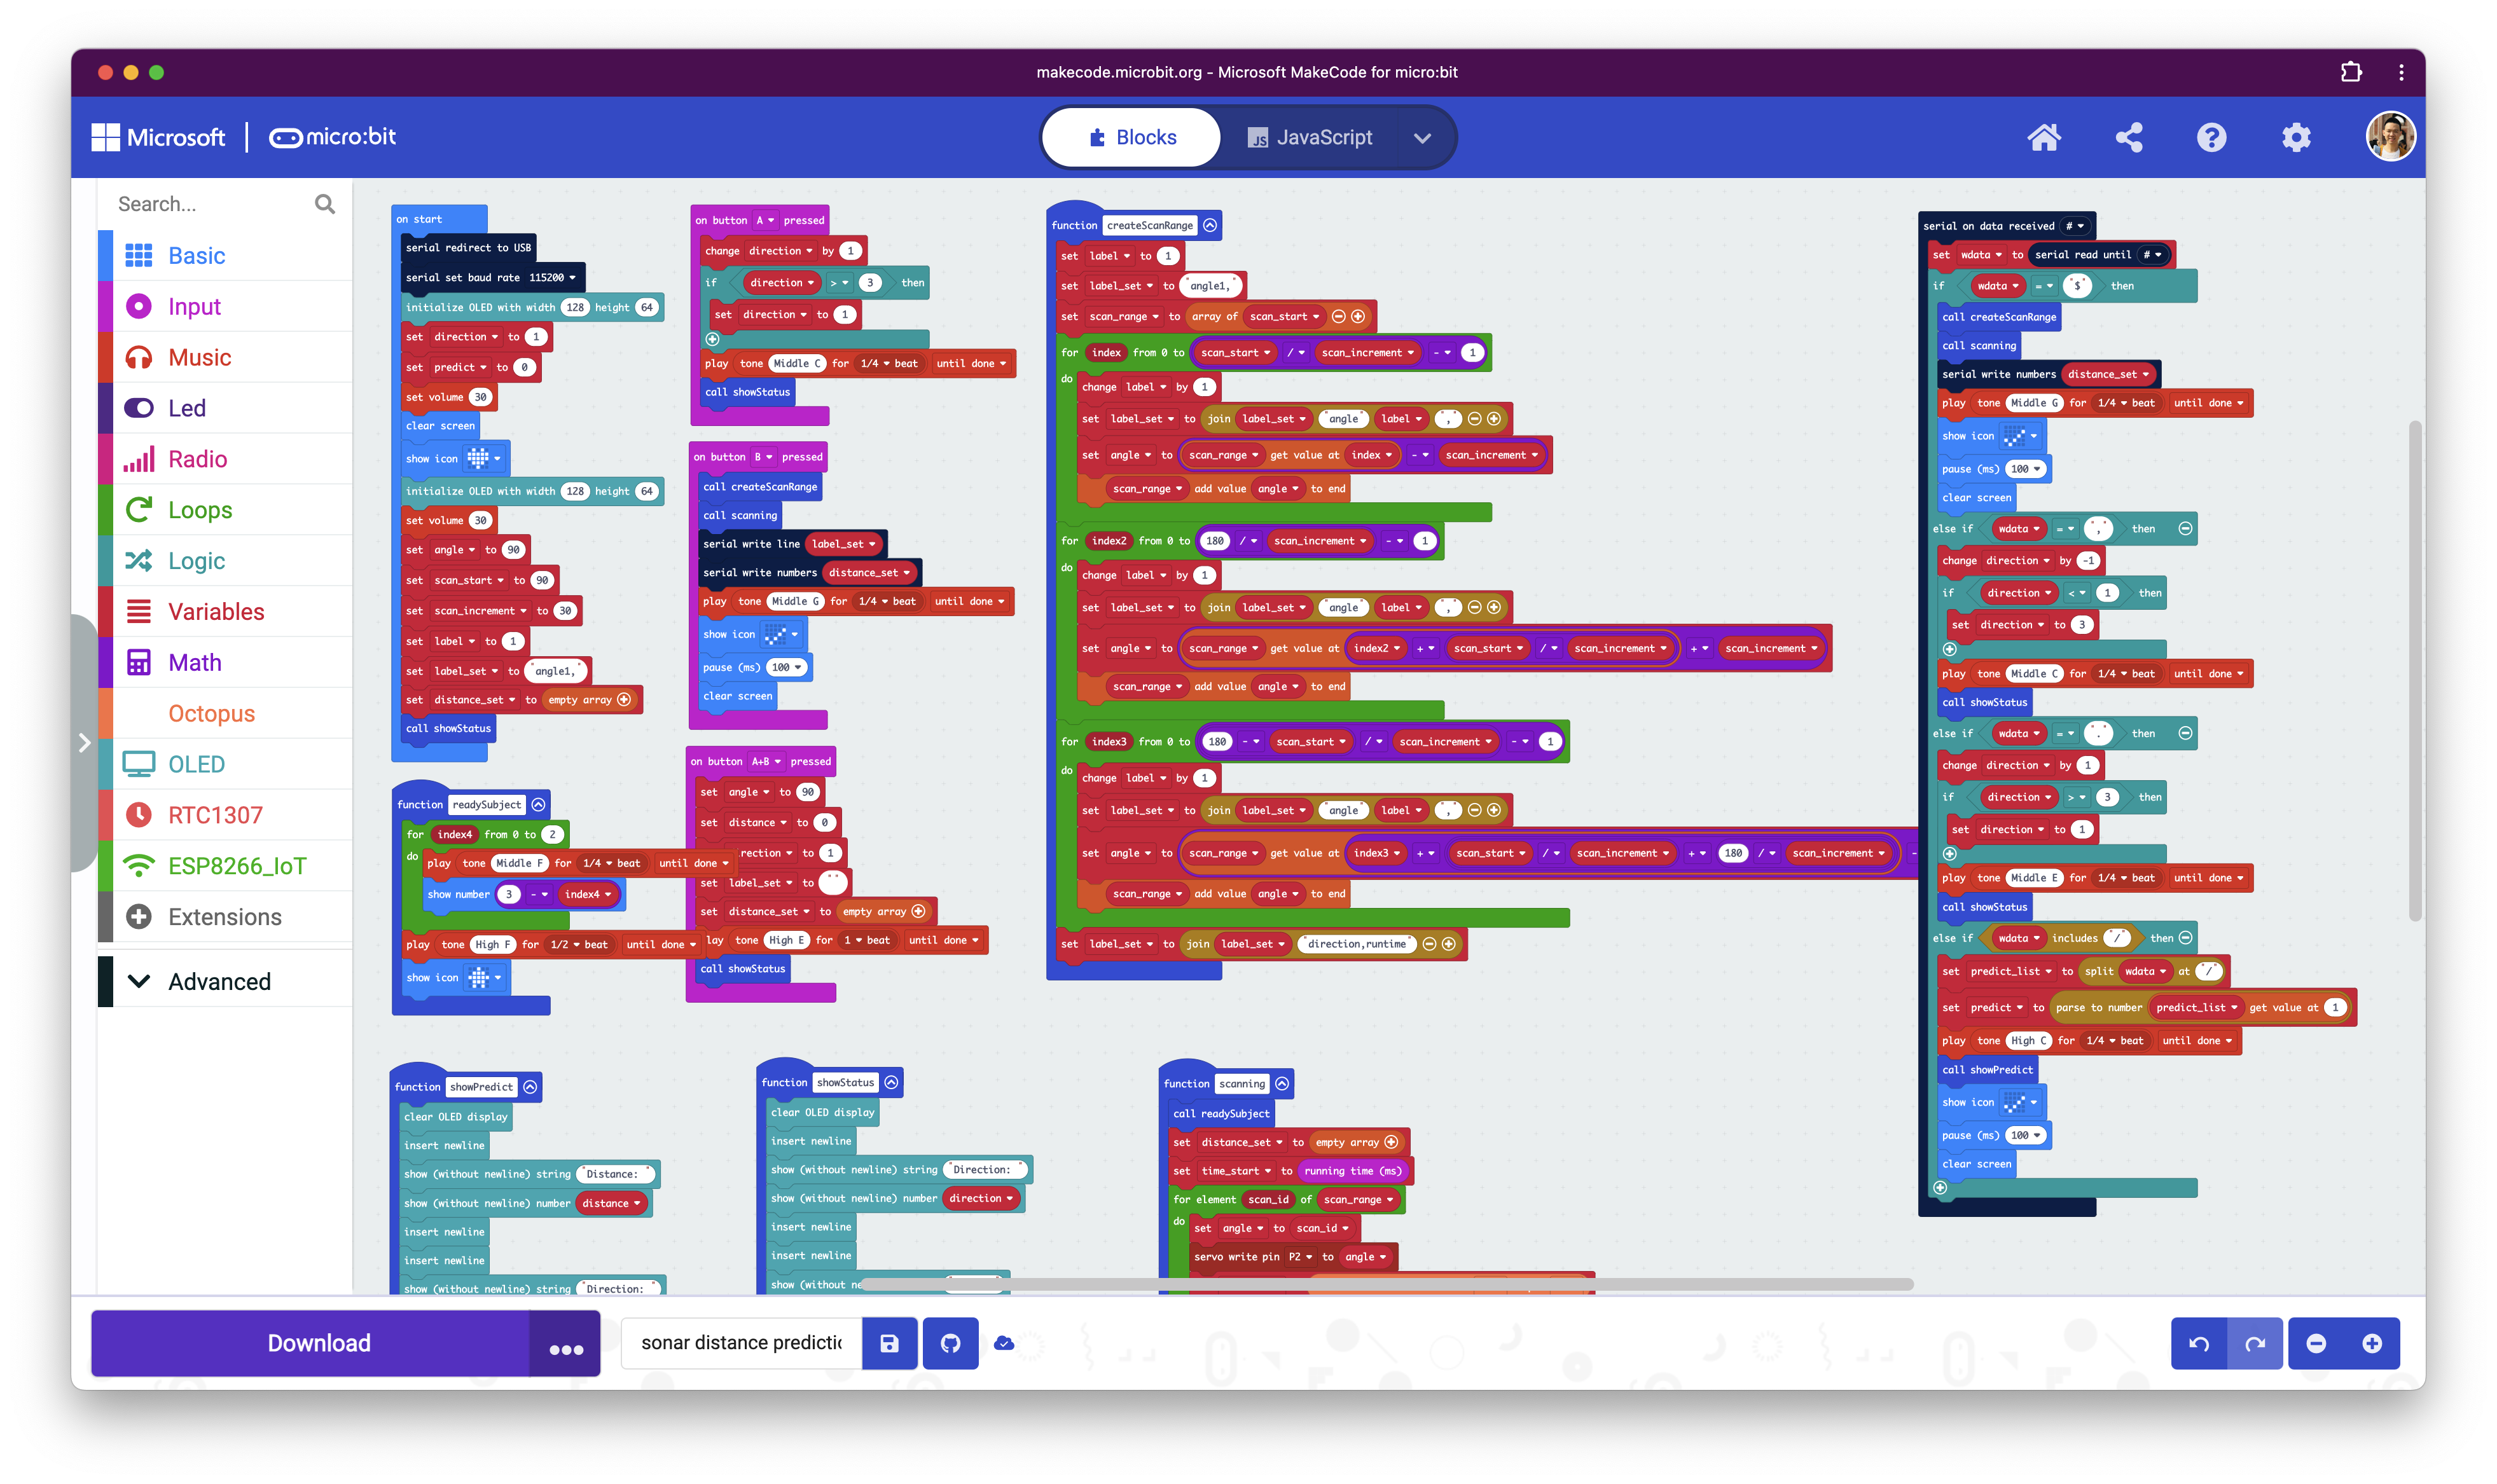 makecode.microbit.org - Microsoft MakeCode for micro:bit
Microsoft micro:bit
Blocks JS JavaScript
Search...
Basic
Input
Music
Led
Radio
Loops
Logic
Variables
Math
Octopus
OLED
RTC1307
ESP8266_IoT
Extensions
Advanced
on start
serial redirect to USB
serial set baud rate 115200
initialize OLED with width 128 height 64
set direction to 1
set predict to 0
set volume 30
clear screen
show icon
initialize OLED with width 128 height 64
set volume 30
set angle to 90
set scan_start to 90
set scan_increment to 30
set label to 1
set label_set to "angle1,"
set distance_set to empty array
call showStatus
function readySubject
for index4 from 0 to 2
do play tone Middle F for 1/4 beat until done
show number 3 - index4
play tone High F for 1/2 beat until done
show icon
on button A pressed
change direction by 1
if direction > 3 then
set direction to 1
play tone Middle C for 1/4 beat until done
call showStatus
on button B pressed
call createScanRange
call scanning
serial write line label_set
serial write numbers distance_set
play tone Middle G for 1/4 beat until done
show icon
pause (ms) 100
clear screen
on button A+B pressed
set angle to 90
set distance to 0
rection to 1
set label_set to " "
set distance_set to empty array
lay tone High E for 1 beat until done
call showStatus
function createScanRange
set label to 1
set label_set to "angle1,"
set scan_range to array of scan_start
for index from 0 to scan_start / scan_increment - 1
do change label by 1
set label_set to join label_set "angle" label ","
set angle to scan_range get value at index - scan_increment
scan_range add value angle to end
for index2 from 0 to 180 / scan_increment - 1
do change label by 1
set label_set to join label_set "angle" label ","
set angle to scan_range get value at index2 + scan_start / scan_increment + scan_increment
scan_range add value angle to end
for index3 from 0 to 180 - scan_start / scan_increment - 1
do change label by 1
set label_set to join label_set "angle" label ","
set angle to scan_range get value at index3 + scan_start / scan_increment + 180 / scan_increment -
scan_range add value angle to end
set label_set to join label_set "direction,runtime"
serial on data received #
set wdata to serial read until #
if wdata = "$" then
call createScanRange
call scanning
serial write numbers distance_set
play tone Middle G for 1/4 beat until done
show icon
pause (ms) 100
clear screen
else if wdata = "," then
change direction by -1
if direction < 1 then
set direction to 3
play tone Middle C for 1/4 beat until done
call showStatus
else if wdata = "." then
change direction by 1
if direction > 3 then
set direction to 1
play tone Middle E for 1/4 beat until done
call showStatus
else if wdata includes "/" then
set predict_list to split wdata at "/"
set predict to parse to number predict_list get value at 1
play tone High C for 1/4 beat until done
call showPredict
show icon
pause (ms) 100
clear screen
function showPredict
clear OLED display
insert newline
show (without newline) string "Distance: "
show (without newline) number distance
insert newline
insert newline
show (without newline) string "Direction: "
function showStatus
clear OLED display
insert newline
show (without newline) string "Direction: "
show (without newline) number direction
insert newline
insert newline
show (without ne
function scanning
call readySubject
set distance_set to empty array
set time_start to running time (ms)
for element scan_id of scan_range
do set angle to scan_id
servo write pin P2 to angle
Download
sonar distance predictic